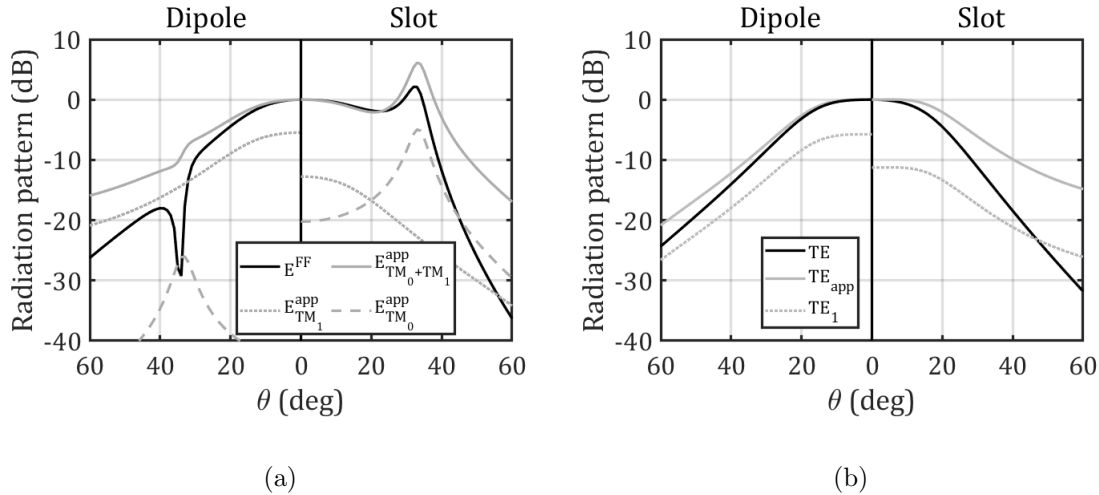 Dipole Slot
Radiation pattern (dB)
10
0
-10
-20
-30
-40
60 40 20 0 20 40 60
θ (deg)
E^FF
E^app_TM₀+TM₁
E^app_TM₁
E^app_TM₀
(a)
Dipole Slot
Radiation pattern (dB)
10
0
-10
-20
-30
-40
60 40 20 0 20 40 60
θ (deg)
TE
TE_app
TE₁
(b)